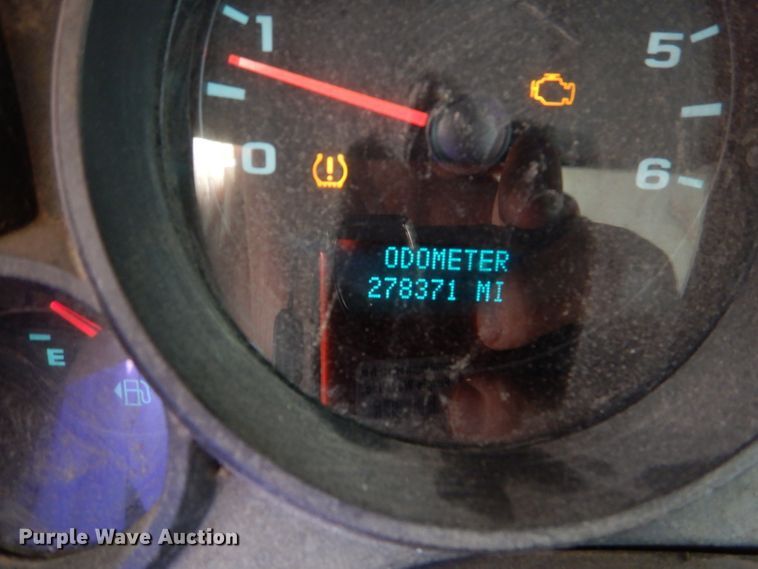 1
5
0
6
ODOMETER
278371 MI
E
Purple Wave Auction